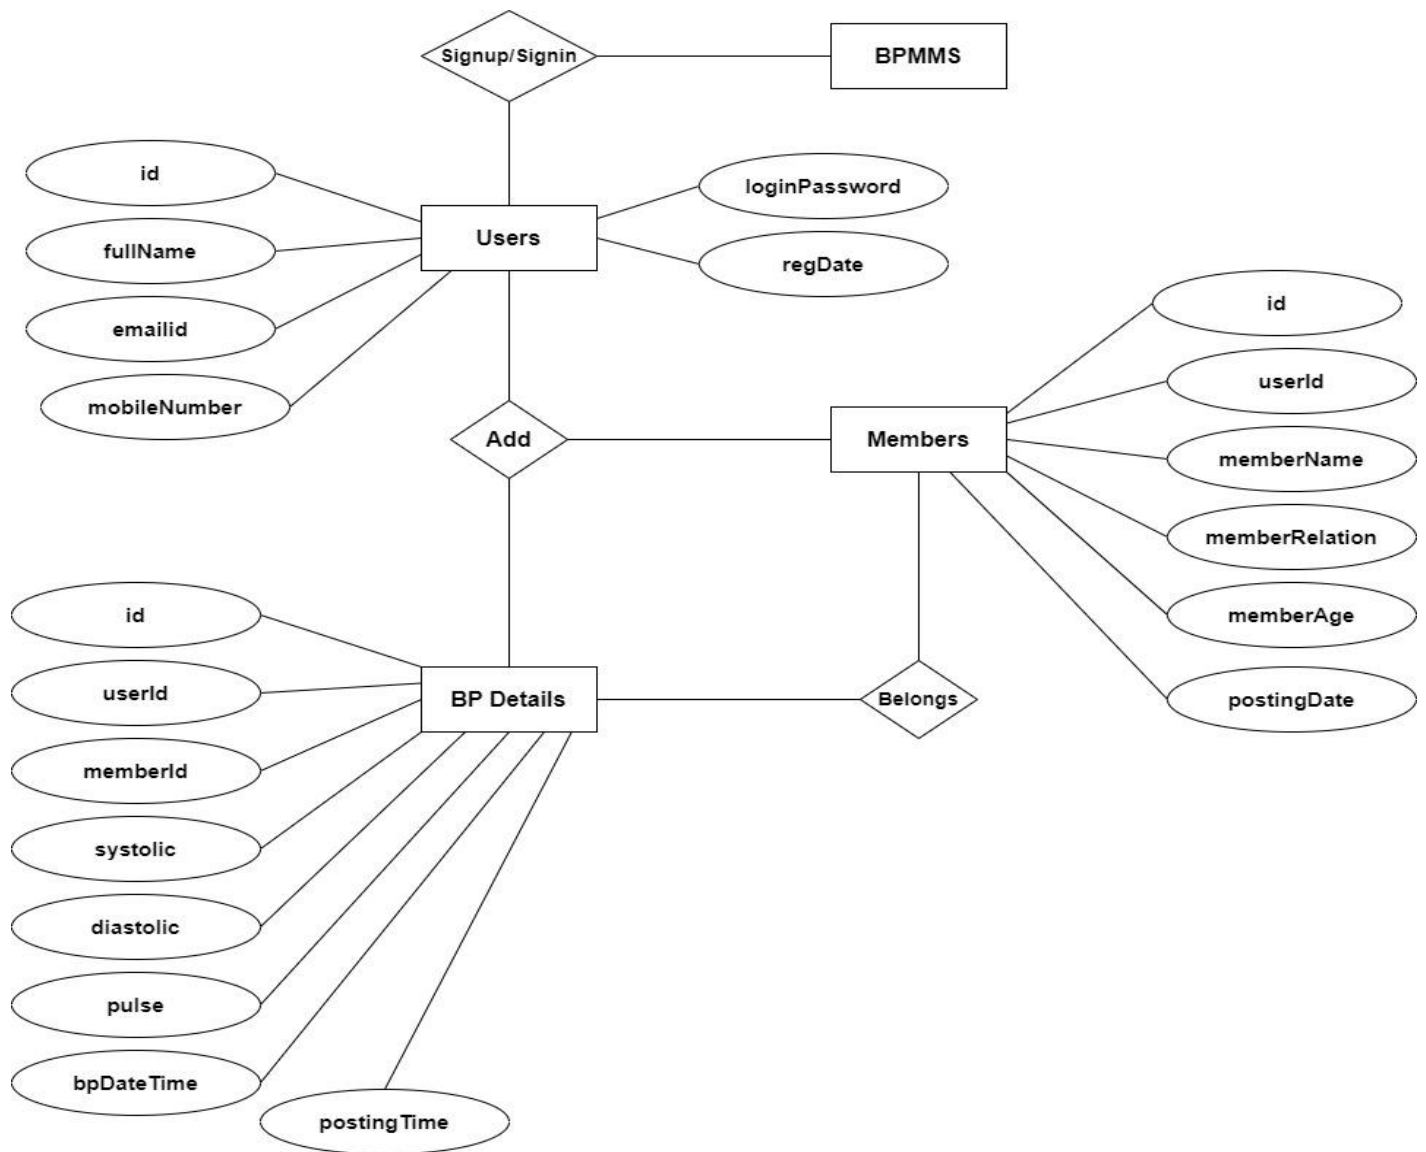 Signup/Signin
BPMMS
id
fullName
emailid
mobileNumber
Users
loginPassword
regDate
Add
Members
id
userId
memberName
memberRelation
memberAge
postingDate
id
userId
memberId
systolic
diastolic
pulse
bpDateTime
postingTime
BP Details
Belongs